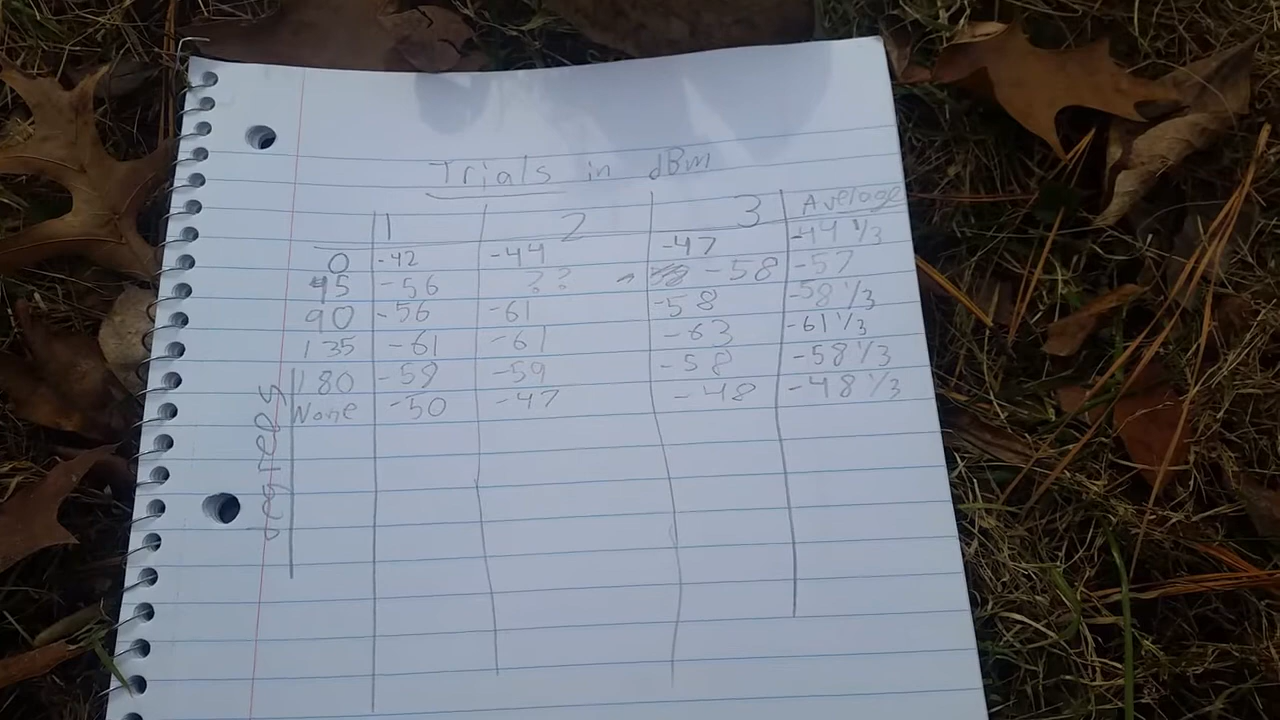 Trials in dBm
1 2 3 Average
0 -42 -44 -47 -44 1/3
45 -56 ?? -58 -57
90 -56 -61 -58 -58 1/3
135 -61 -61 -63 -61 1/3
180 -59 -59 -58 -58 1/3
None -50 -47 -48 -48 1/3
degrees